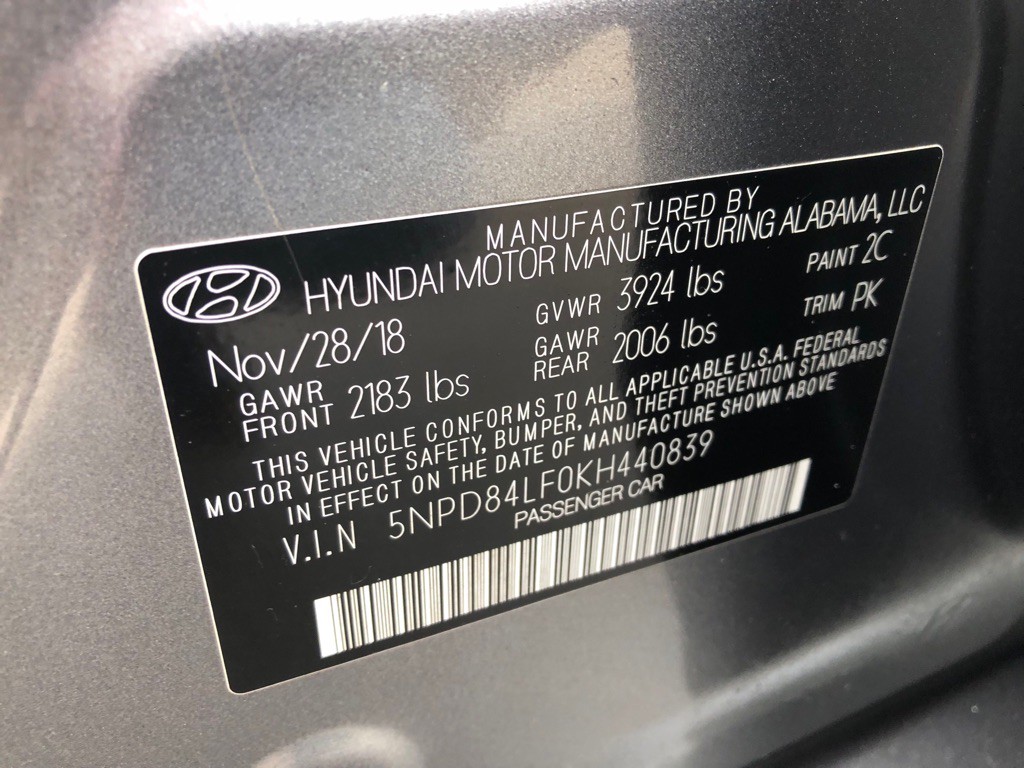 MANUFACTURED BY
HYUNDAI MOTOR MANUFACTURING ALABAMA, LLC
Nov/28/18 GVWR 3924 lbs PAINT 2C
GAWR FRONT 2183 lbs GAWR REAR 2006 lbs TRIM PK
THIS VEHICLE CONFORMS TO ALL APPLICABLE U.S.A. FEDERAL
MOTOR VEHICLE SAFETY, BUMPER, AND THEFT PREVENTION STANDARDS
IN EFFECT ON THE DATE OF MANUFACTURE SHOWN ABOVE
V.I.N 5NPD84LF0KH440839
PASSENGER CAR